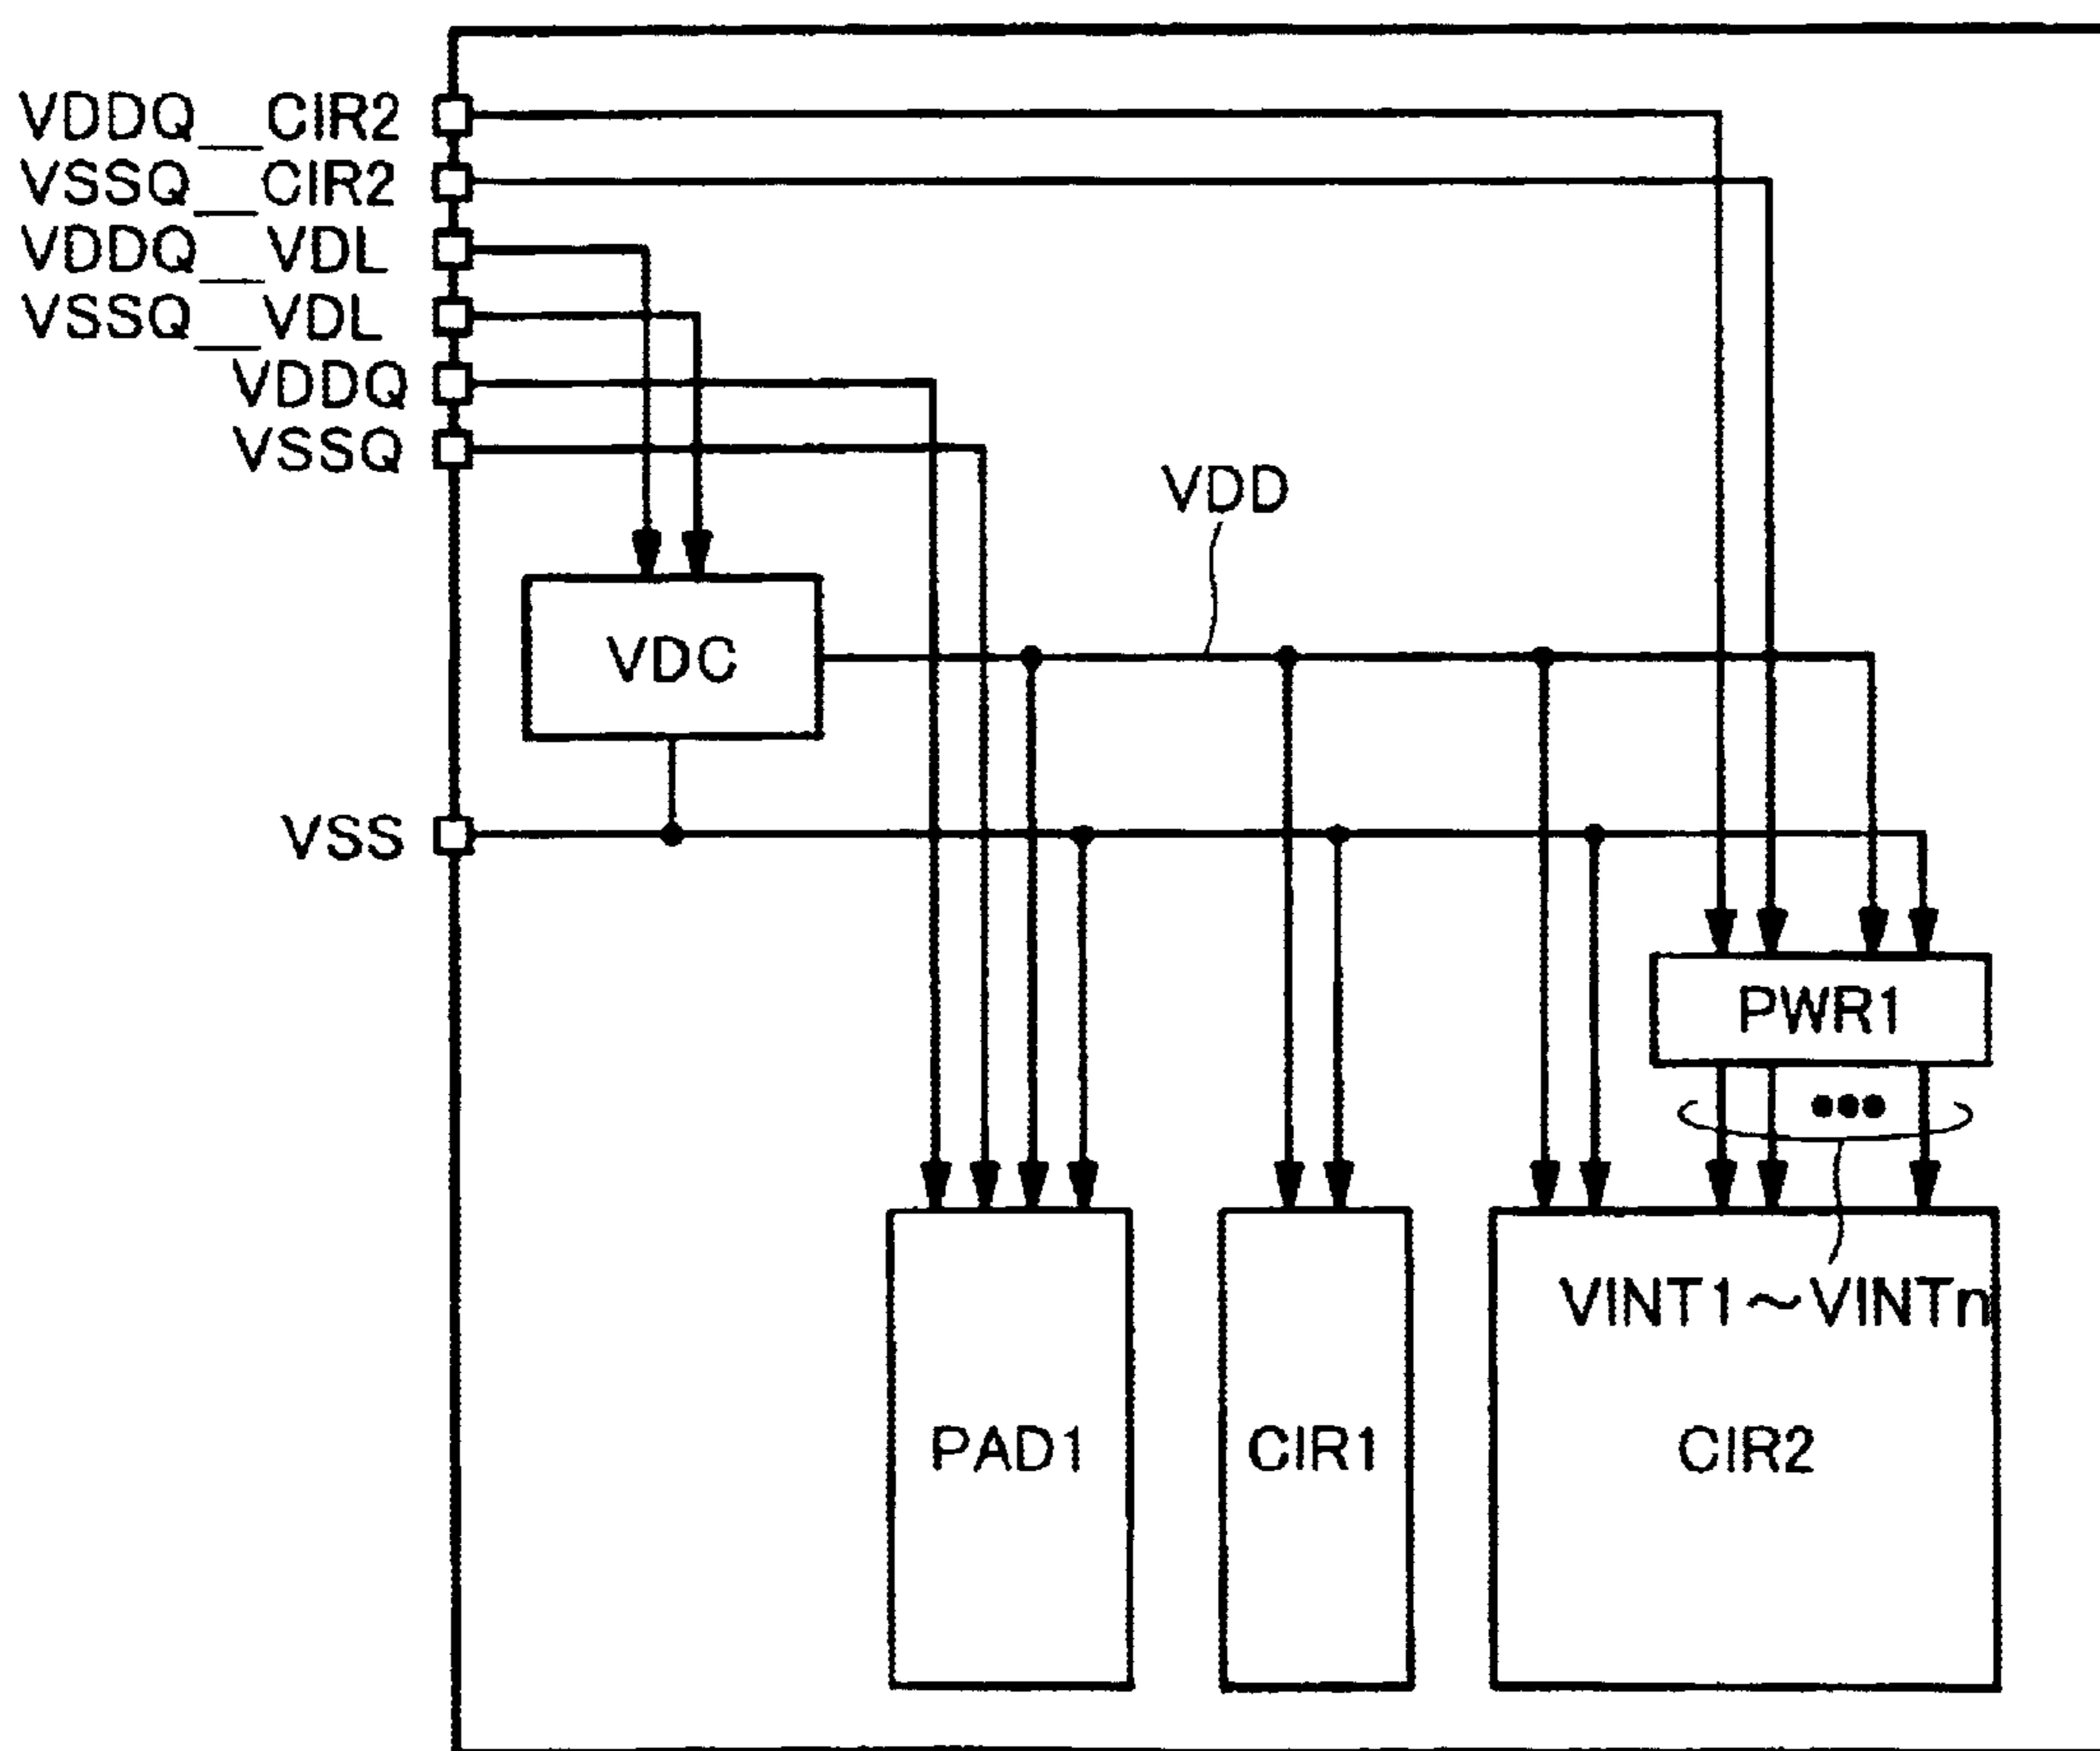 VDDQ__CIR2
VSSQ__CIR2
VDDQ__VDL
VSSQ__VDL
VDDQ
VSSQ
VDD
VDC
VSS
PWR1
VINT1~VINTn
PAD1
CIR1
CIR2